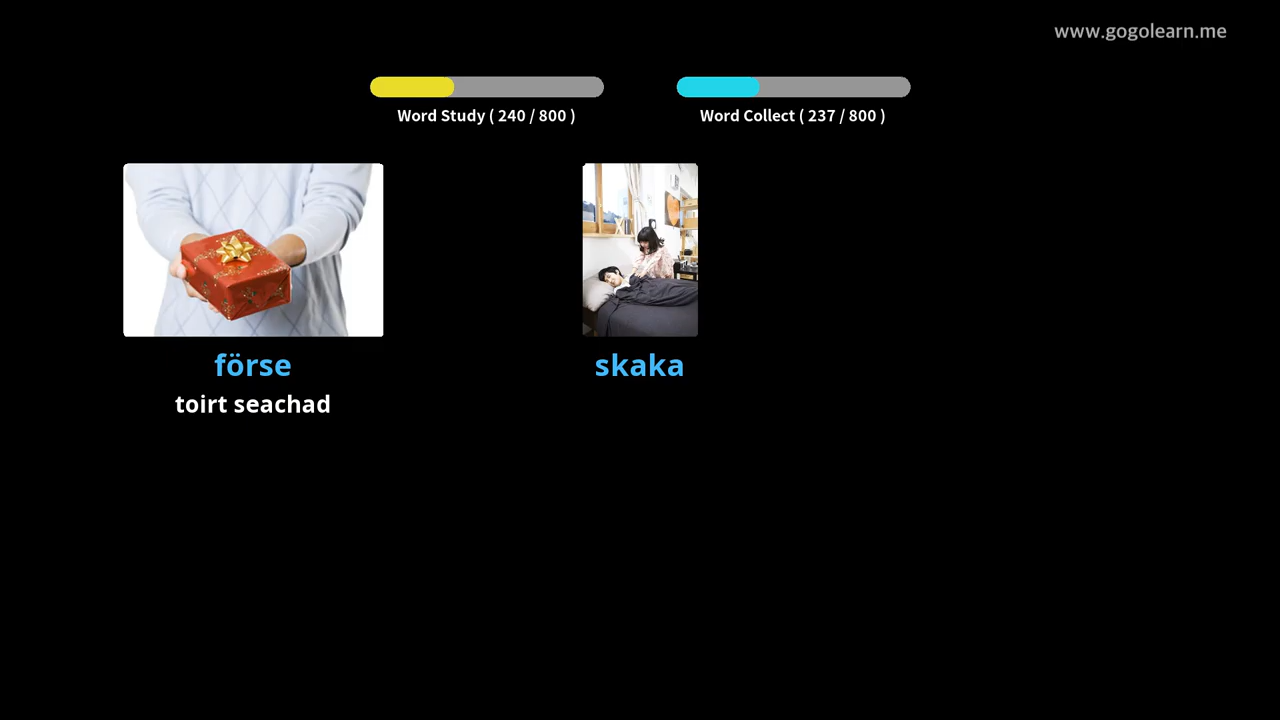 www.gogolearn.me
Word Study ( 240 / 800 )
Word Collect ( 237 / 800 )
förse
toirt seachad
skaka